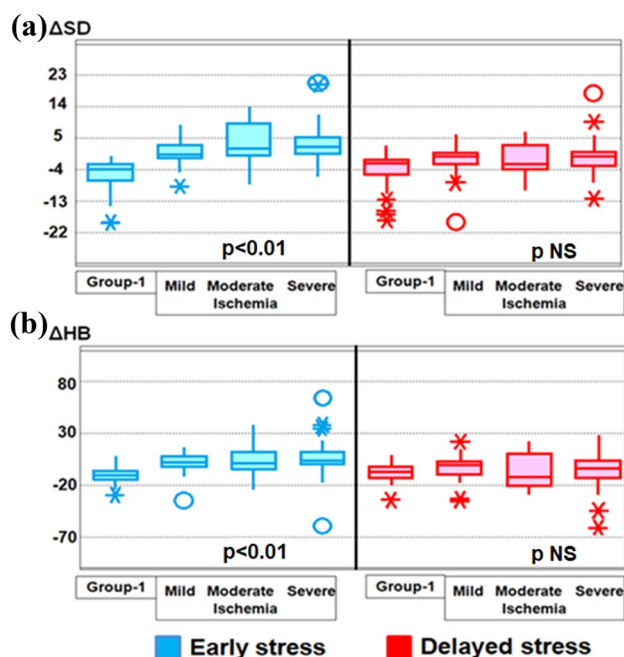 (a) ΔSD
23
14
5
-4
-13
-22
p<0.01
p NS
Group-1 Mild Moderate Severe Group-1 Mild Moderate Severe
Ischemia Ischemia
(b) ΔHB
80
30
-20
-70
p<0.01
p NS
Group-1 Mild Moderate Severe Group-1 Mild Moderate Severe
Ischemia Ischemia
Early stress Delayed stress